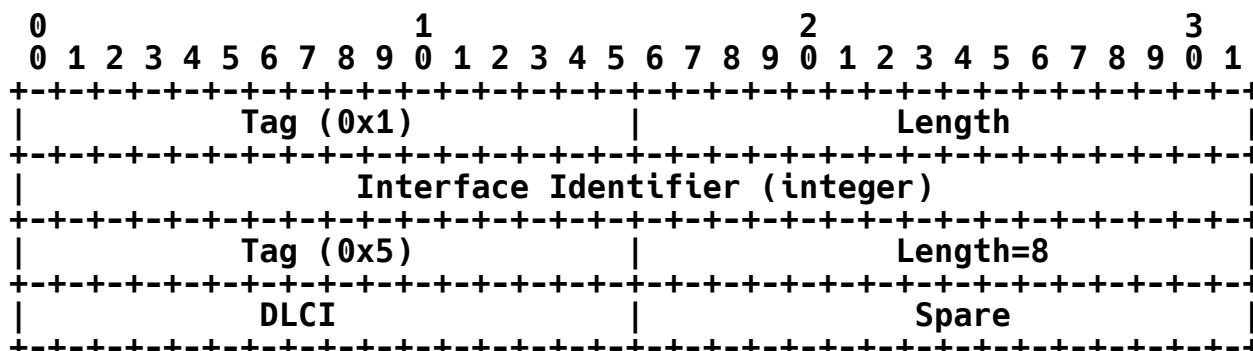 0                   1                   2                   3
 0 1 2 3 4 5 6 7 8 9 0 1 2 3 4 5 6 7 8 9 0 1 2 3 4 5 6 7 8 9 0 1
+-+-+-+-+-+-+-+-+-+-+-+-+-+-+-+-+-+-+-+-+-+-+-+-+-+-+-+-+-+-+-+-+
|           Tag (0x1)           |             Length            |
+-+-+-+-+-+-+-+-+-+-+-+-+-+-+-+-+-+-+-+-+-+-+-+-+-+-+-+-+-+-+-+-+
|                 Interface Identifier (integer)                |
+-+-+-+-+-+-+-+-+-+-+-+-+-+-+-+-+-+-+-+-+-+-+-+-+-+-+-+-+-+-+-+-+
|           Tag (0x5)           |             Length=8          |
+-+-+-+-+-+-+-+-+-+-+-+-+-+-+-+-+-+-+-+-+-+-+-+-+-+-+-+-+-+-+-+-+
|            DLCI               |              Spare            |
+-+-+-+-+-+-+-+-+-+-+-+-+-+-+-+-+-+-+-+-+-+-+-+-+-+-+-+-+-+-+-+-+